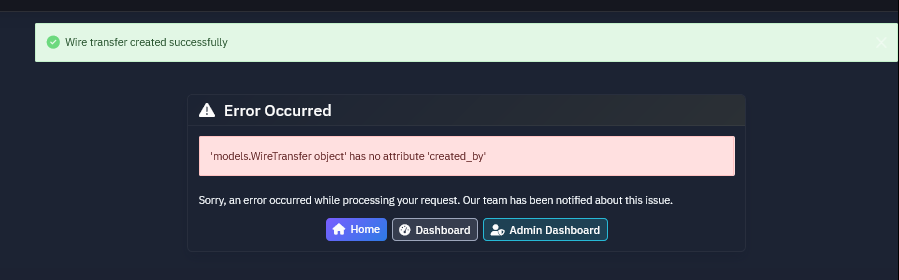 Wire transfer created successfully
Error Occurred
'models.WireTransfer object' has no attribute 'created_by'
Sorry, an error occurred while processing your request. Our team has been notified about this issue.
Home Dashboard Admin Dashboard